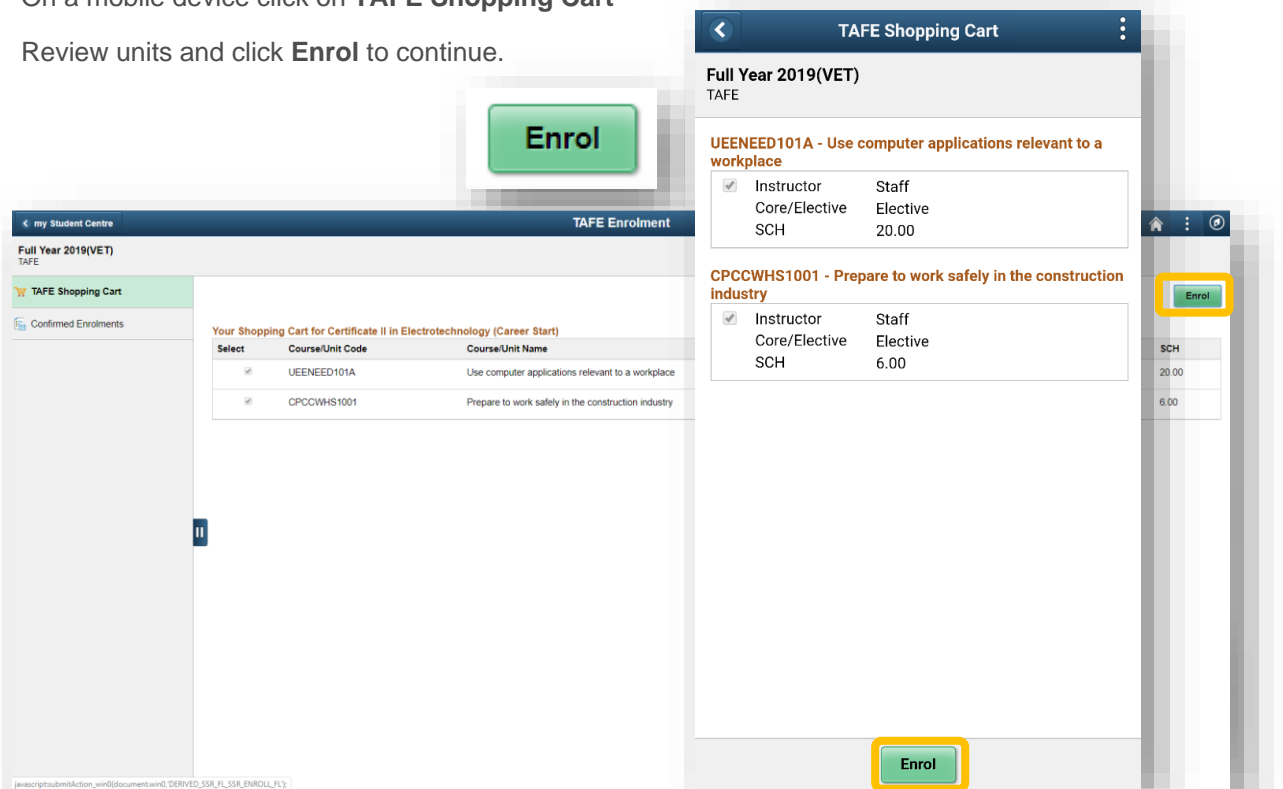 On a mobile device click on TAFE Shopping Cart
Review units and click Enrol to continue.
Enrol
my Student Centre
TAFE Enrolment
Full Year 2019(VET)
TAFE
TAFE Shopping Cart
Confirmed Enrolments
Enrol
Your Shopping Cart for Certificate II in Electrotechnology (Career Start)
Select Course/Unit Code Course/Unit Name SCH
UEENEED101A Use computer applications relevant to a workplace 20.00
CPCCWHS1001 Prepare to work safely in the construction industry 6.00
javascript:submitAction_win0(document.win0,'DERIVED_SSR_FL_SSR_ENROLL_FL');
TAFE Shopping Cart
Full Year 2019(VET)
TAFE
UEENEED101A - Use computer applications relevant to a
workplace
Instructor Staff
Core/Elective Elective
SCH 20.00
CPCCWHS1001 - Prepare to work safely in the construction
industry
Instructor Staff
Core/Elective Elective
SCH 6.00
Enrol